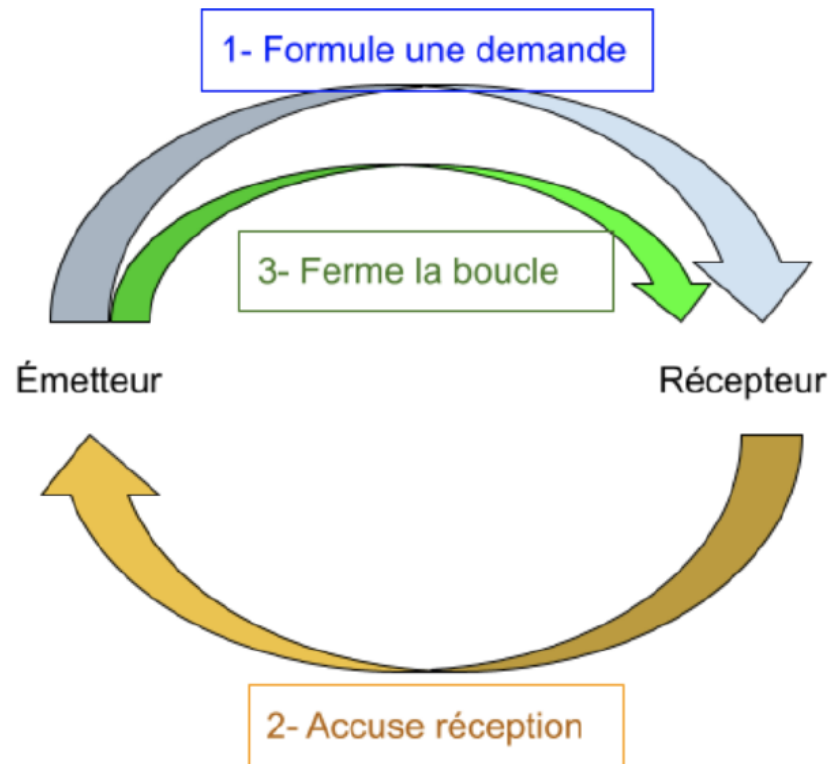 1- Formule une demande
3- Ferme la boucle
Émetteur
Récepteur
2- Accuse réception